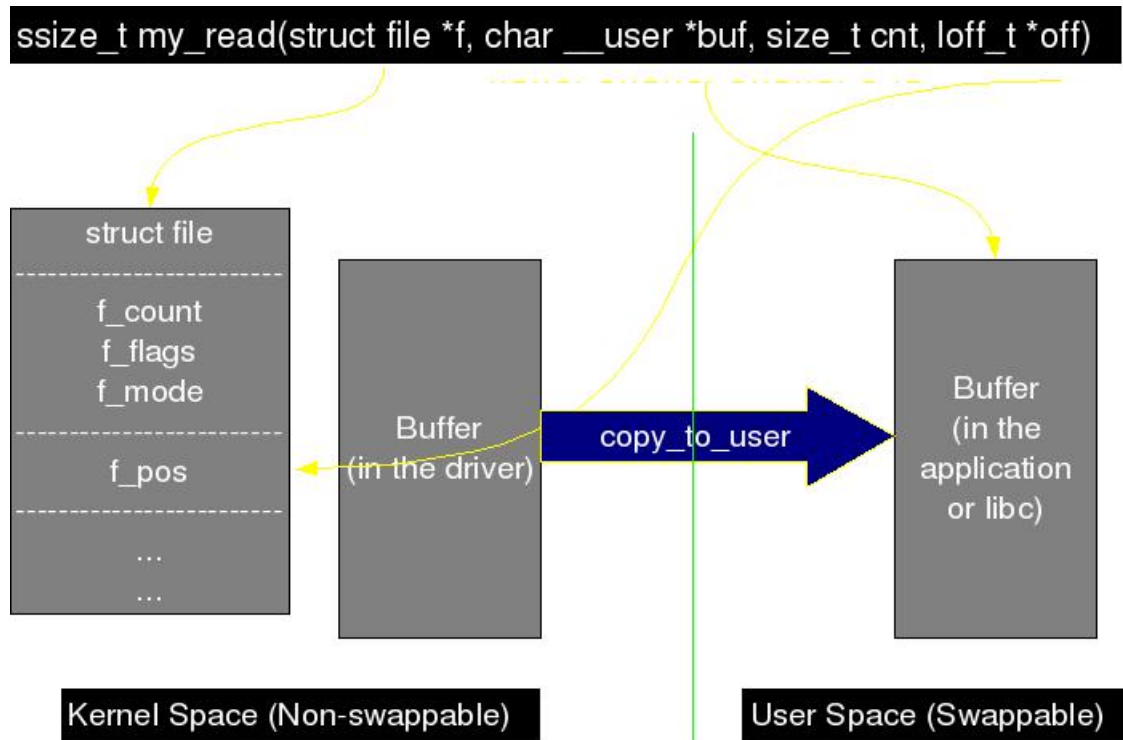 ssize_t my_read(struct file *f, char __user *buf, size_t cnt, loff_t *off)
struct file
f_count
f_flags
f_mode
f_pos
...
...
Buffer
(in the driver)
copy_to_user
Buffer
(in the
application
or libc)
Kernel Space (Non-swappable)
User Space (Swappable)